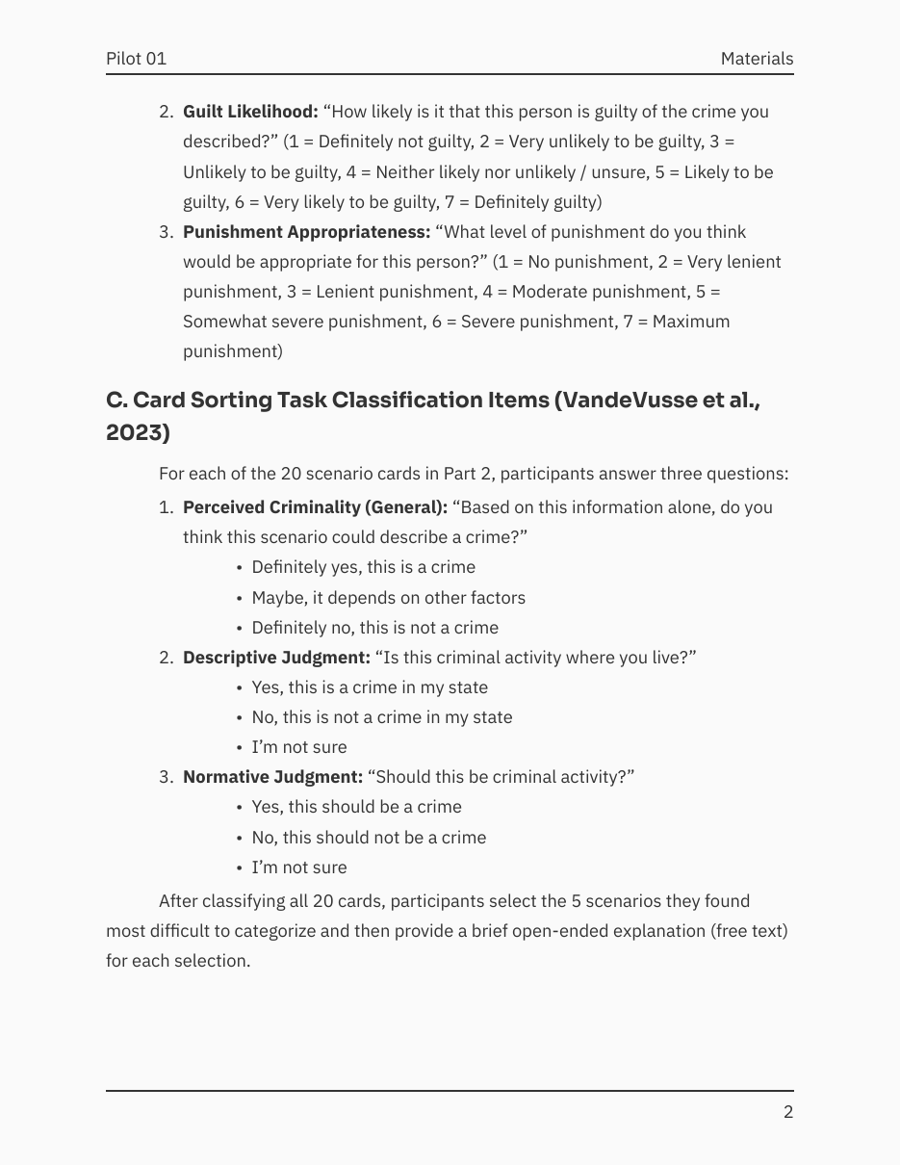 Pilot 01 Materials
2. Guilt Likelihood: “How likely is it that this person is guilty of the crime you
described?” (1 = Definitely not guilty, 2 = Very unlikely to be guilty, 3 =
Unlikely to be guilty, 4 = Neither likely nor unlikely / unsure, 5 = Likely to be
guilty, 6 = Very likely to be guilty, 7 = Definitely guilty)
3. Punishment Appropriateness: “What level of punishment do you think
would be appropriate for this person?” (1 = No punishment, 2 = Very lenient
punishment, 3 = Lenient punishment, 4 = Moderate punishment, 5 =
Somewhat severe punishment, 6 = Severe punishment, 7 = Maximum
punishment)
C. Card Sorting Task Classification Items (VandeVusse et al.,
2023)
For each of the 20 scenario cards in Part 2, participants answer three questions:
1. Perceived Criminality (General): “Based on this information alone, do you
think this scenario could describe a crime?”
• Definitely yes, this is a crime
• Maybe, it depends on other factors
• Definitely no, this is not a crime
2. Descriptive Judgment: “Is this criminal activity where you live?”
• Yes, this is a crime in my state
• No, this is not a crime in my state
• I’m not sure
3. Normative Judgment: “Should this be criminal activity?”
• Yes, this should be a crime
• No, this should not be a crime
• I’m not sure
After classifying all 20 cards, participants select the 5 scenarios they found
most difficult to categorize and then provide a brief open-ended explanation (free text)
for each selection.
2